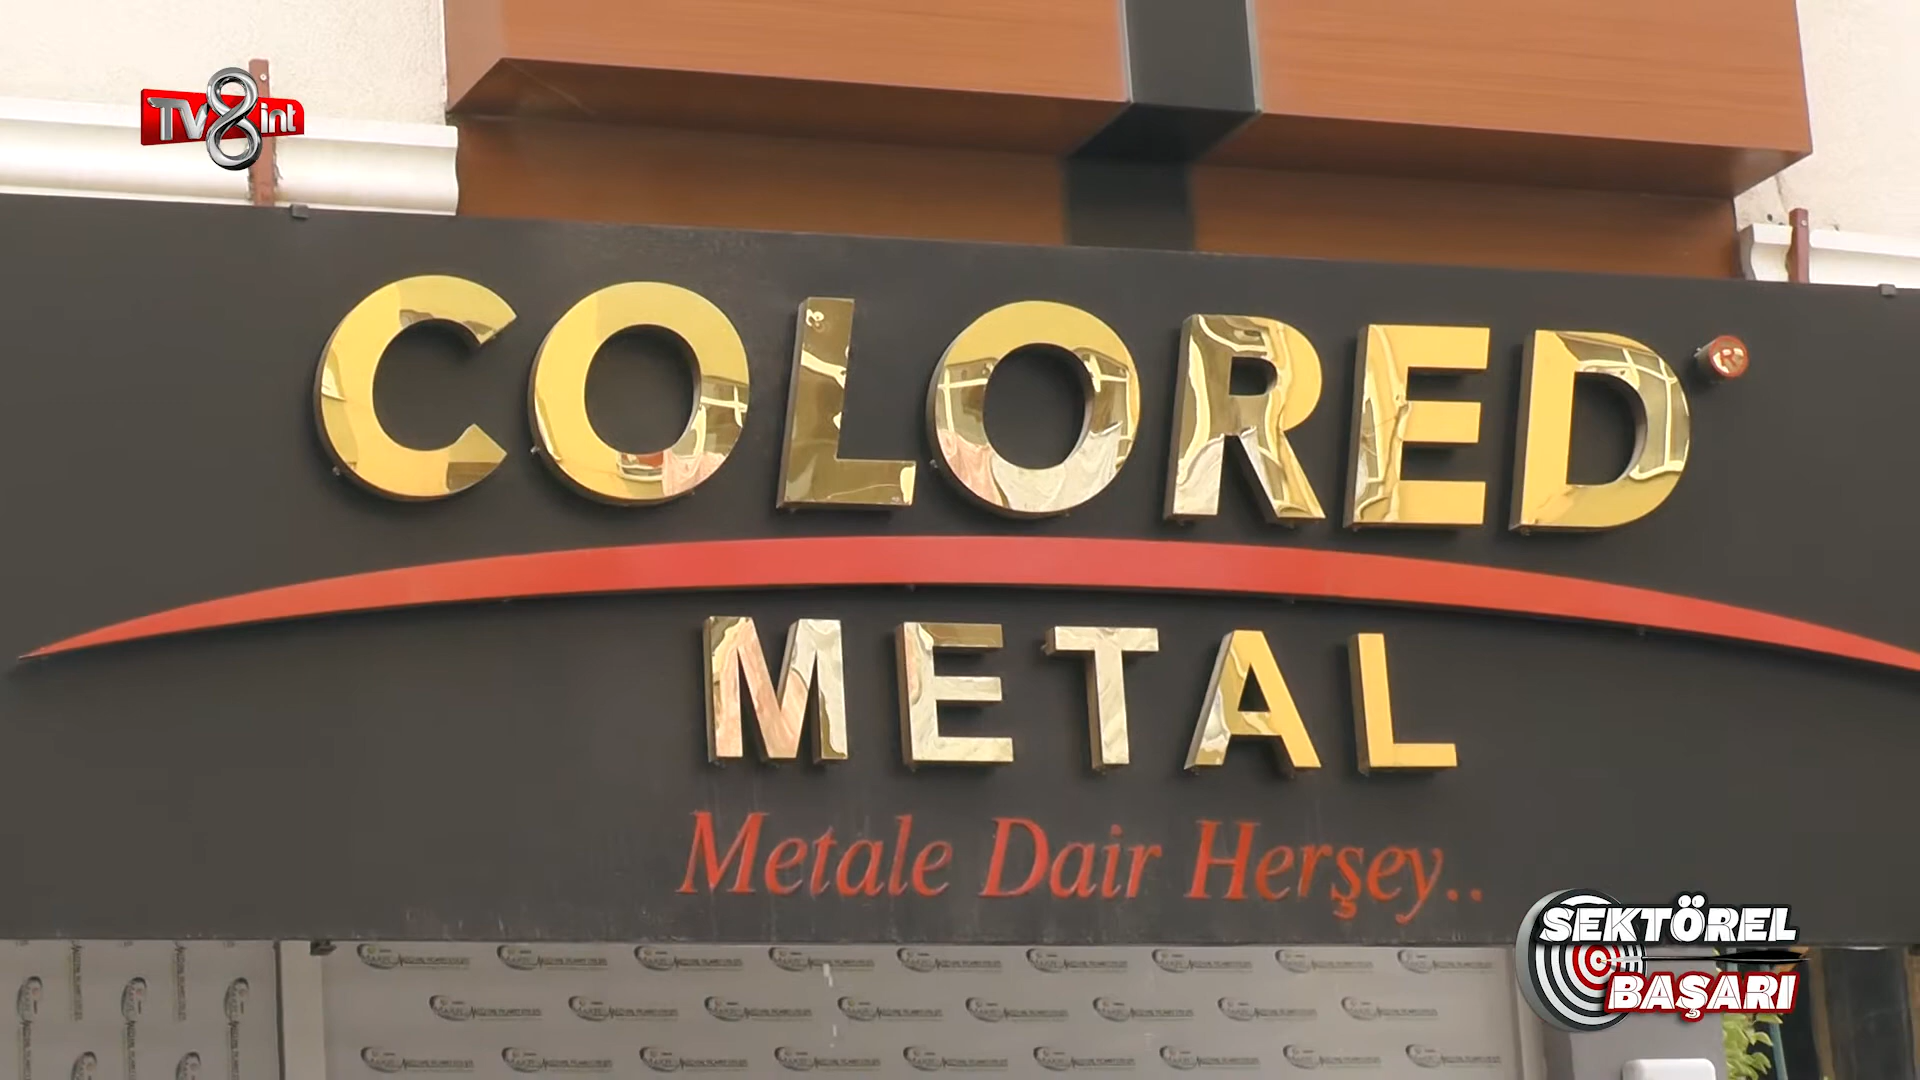 TV8int
COLORED®
METAL
Metale Dair Herşey..
SEKTÖREL
BAŞARI